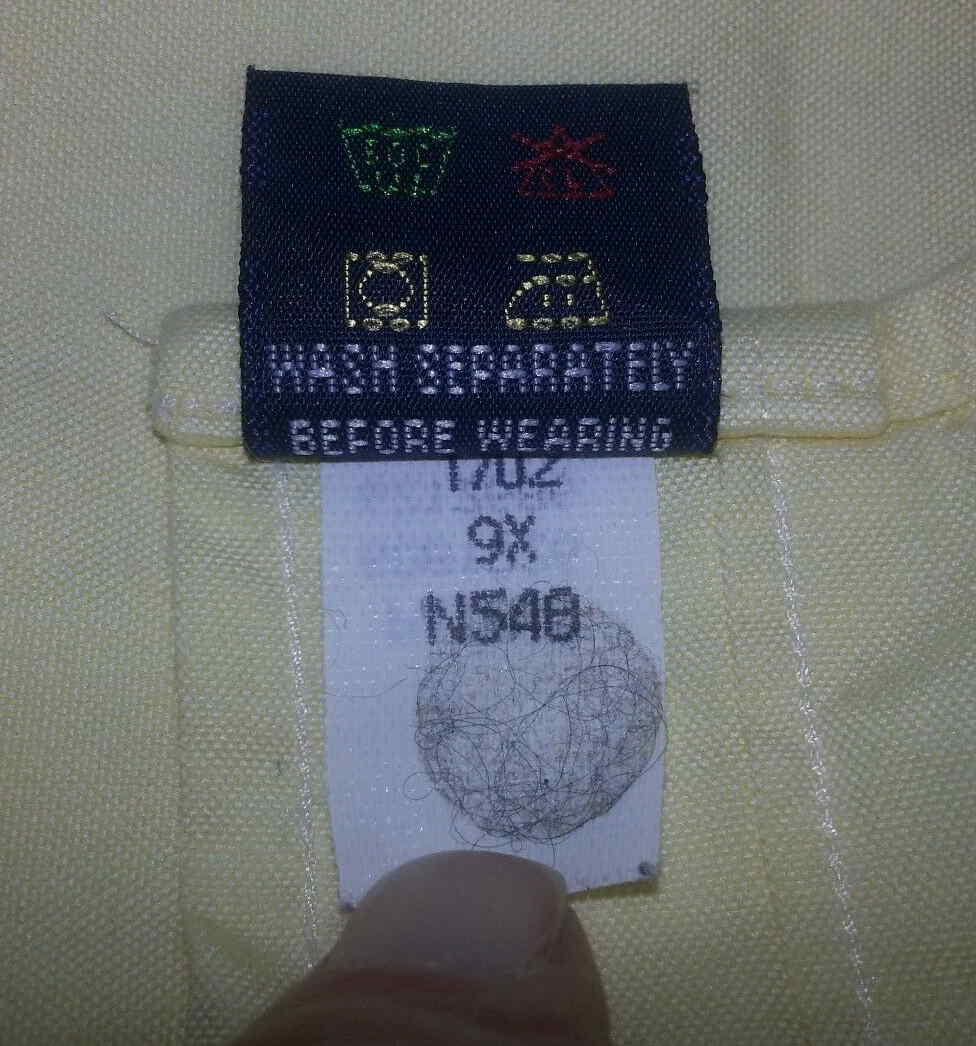 WASH SEPARATELY
BEFORE WEARING
9X
N548